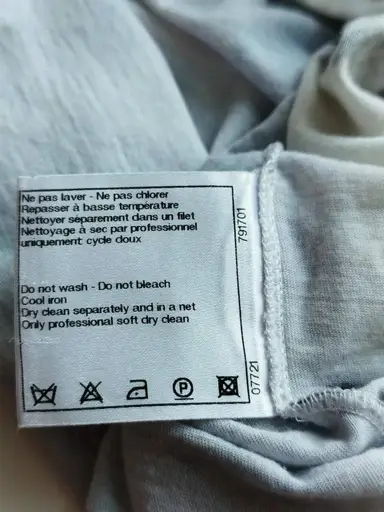 Ne pas laver - Ne pas chlorer
Repasser à basse température
Nettoyer séparement dans un filet
Nettoyage à sec par professionnel
uniquement cycle doux
Do not wash - Do not bleach
Cool iron
Dry clean separately and in a net
Only professional soft dry clean
P
791701
07721